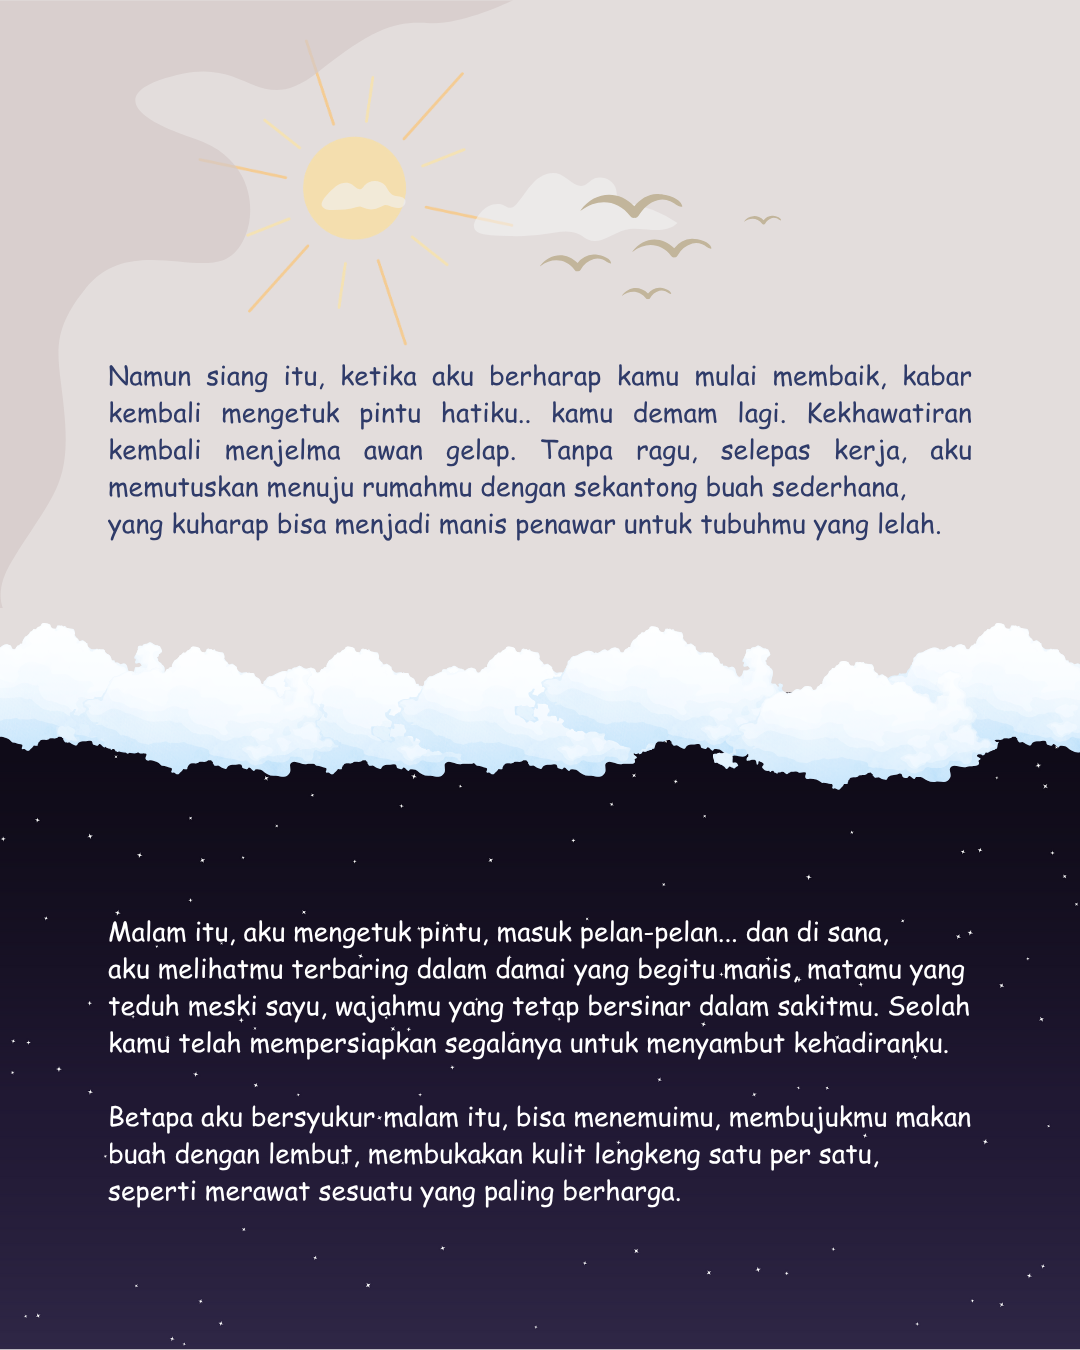 Namun siang itu, ketika aku berharap kamu mulai membaik, kabar
kembali mengetuk pintu hatiku.. kamu demam lagi. Kekhawatiran
kembali menjelma awan gelap. Tanpa ragu, selepas kerja, aku
memutuskan menuju rumahmu dengan sekantong buah sederhana,
yang kuharap bisa menjadi manis penawar untuk tubuhmu yang lelah.
Malam itu, aku mengetuk pintu, masuk pelan-pelan... dan di sana,
aku melihatmu terbaring dalam damai yang begitu manis, matamu yang
teduh meski sayu, wajahmu yang tetap bersinar dalam sakitmu. Seolah
kamu telah mempersiapkan segalanya untuk menyambut kehadiranku.
Betapa aku bersyukur malam itu, bisa menemuimu, membujukmu makan
buah dengan lembut, membukakan kulit lengkeng satu per satu,
seperti merawat sesuatu yang paling berharga.